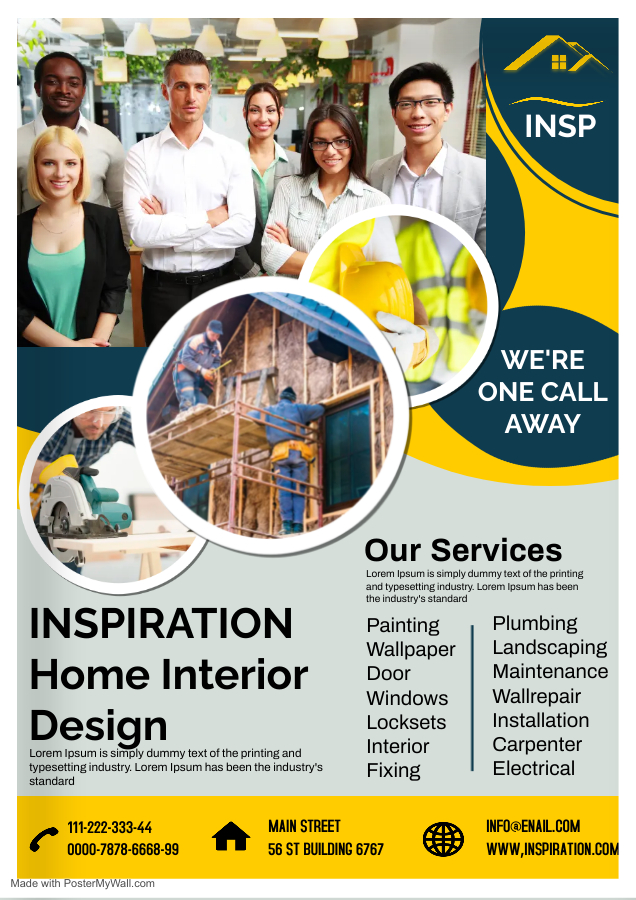 INSP
WE'RE
ONE CALL
AWAY
Our Services
Lorem Ipsum is simply dummy text of the printing
and typesetting industry. Lorem Ipsum has been
the industry's standard
Painting
Wallpaper
Door
Windows
Locksets
Interior
Fixing
Plumbing
Landscaping
Maintenance
Wallrepair
Installation
Carpenter
Electrical
INSPIRATION
Home Interior
Design
Lorem Ipsum is simply dummy text of the printing and
typesetting industry. Lorem Ipsum has been the industry's
standard
111-222-333-44
0000-7878-6668-99
MAIN STREET
56 ST BUILDING 6767
INFO@ENAIL.COM
WWW,INSPIRATION.COM
Made with PosterMyWall.com